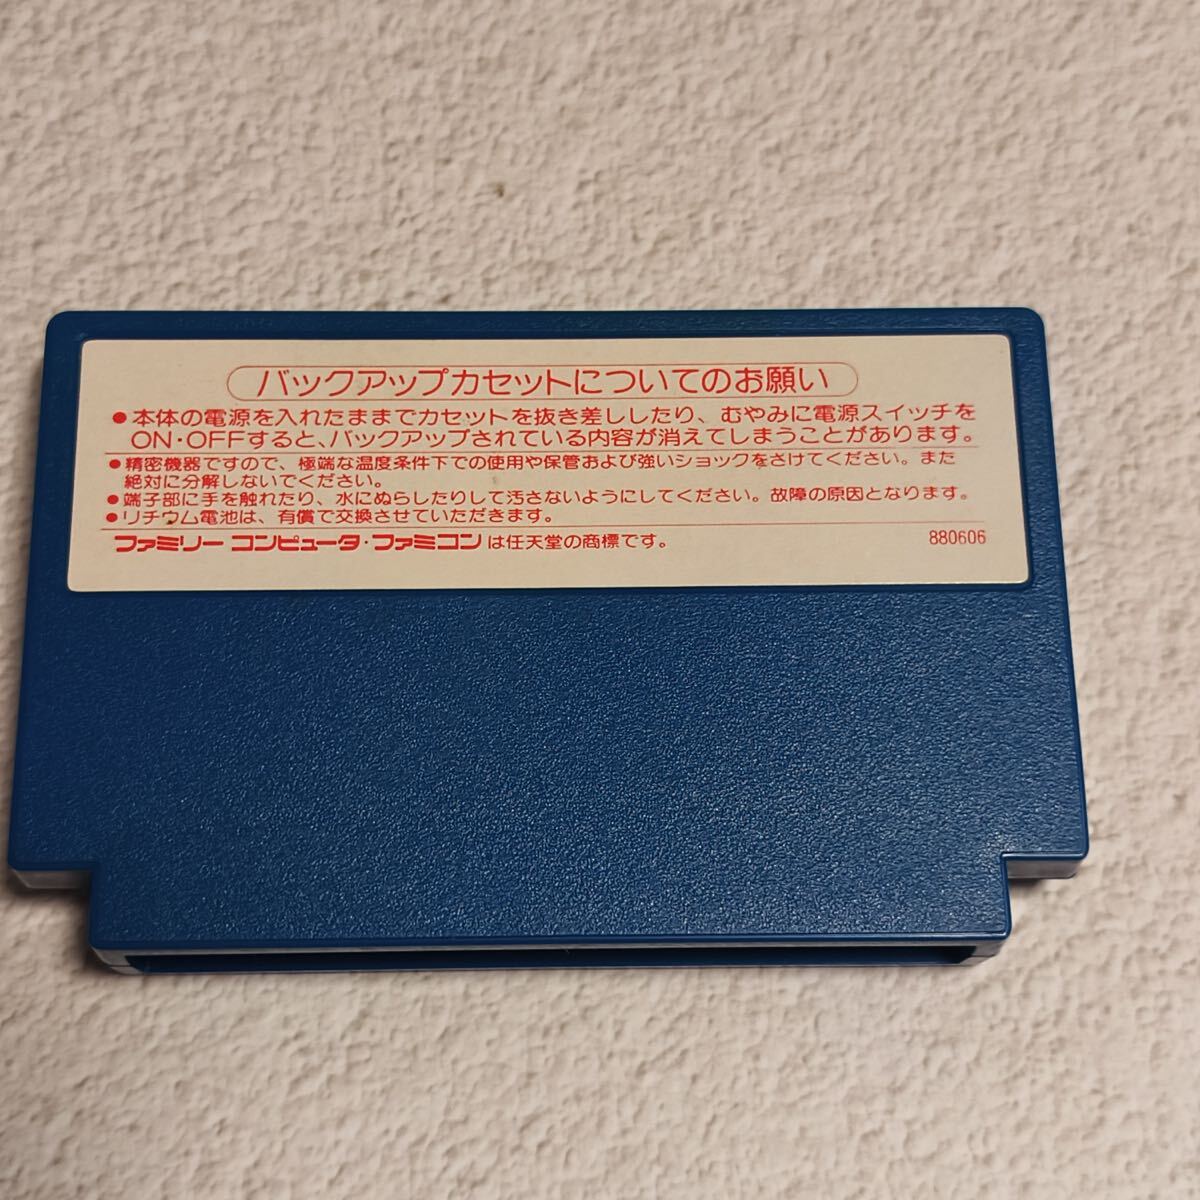 バックアップカセットについてのお願い
●本体の電源を入れたままでカセットを抜き差ししたり、むやみに電源スイッチを
ON・OFFすると、バックアップされている内容が消えてしまうことがあります。
●精密機器ですので、極端な温度条件下での使用や保管および強いショックをさけてください。また
絶対に分解しないでください。
●端子部に手を触れたり、水にぬらしたりして汚さないようにしてください。故障の原因となります。
●リチウム電池は、有償で交換させていただきます。
ファミリーコンピュータ・ファミコンは任天堂の商標です。 880606